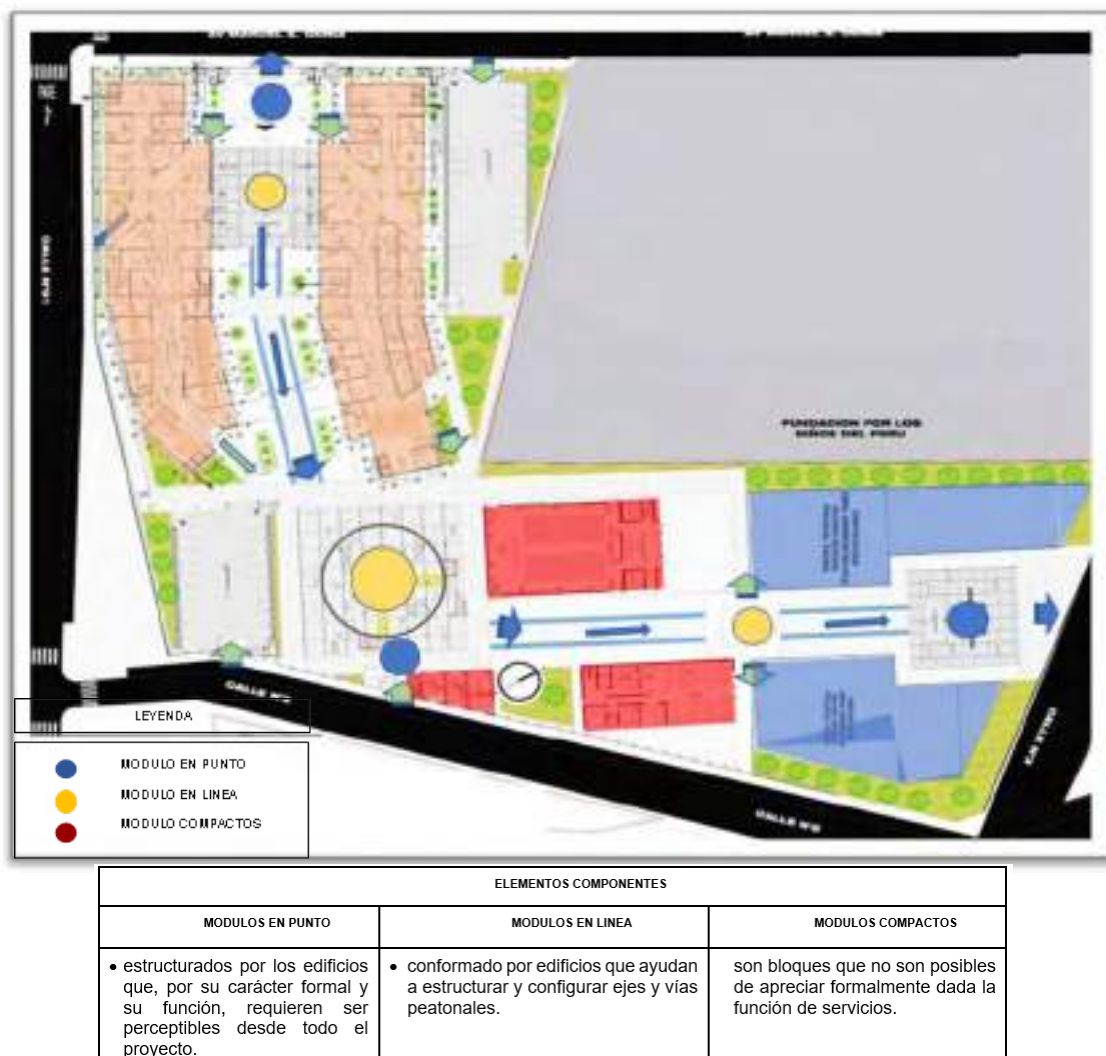 FUNDACION POR LOS
NIÑOS DEL PERU
CALLE Nº2
LEYENDA
MODULO EN PUNTO
MODULO EN LINEA
MODULO COMPACTOS
ELEMENTOS COMPONENTES
MODULOS EN PUNTO
MODULOS EN LINEA
MODULOS COMPACTOS
• estructurados por los edificios
que, por su carácter formal y
su función, requieren ser
perceptibles desde todo el
proyecto.
• conformado por edificios que ayudan
a estructurar y configurar ejes y vías
peatonales.
son bloques que no son posibles
de apreciar formalmente dada la
función de servicios.